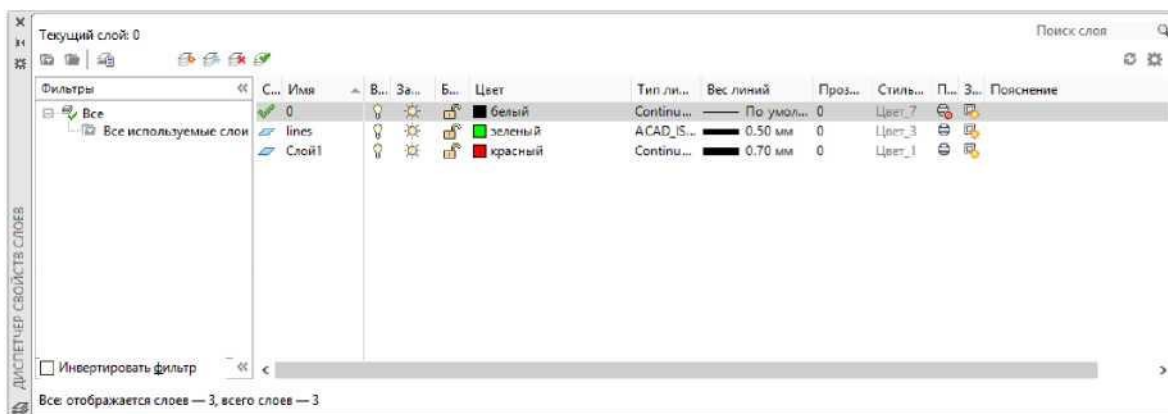 Текущий слой: 0
Поиск слоя
Фильтры
С... Имя В... За... Б... Цвет Тип ли... Вес линий Проз... Стиль... П... З... Пояснение
Все
0 белый Continu... По умол... 0 Цвет_7
Все используемые слои
lines зеленый ACAD_IS... 0.50 мм 0 Цвет_3
Слой1 красный Continu... 0.70 мм 0 Цвет_1
ДИСПЕТЧЕР СВОЙСТВ СЛОЕВ
Инвертировать фильтр
Все: отображается слоев — 3, всего слоев — 3